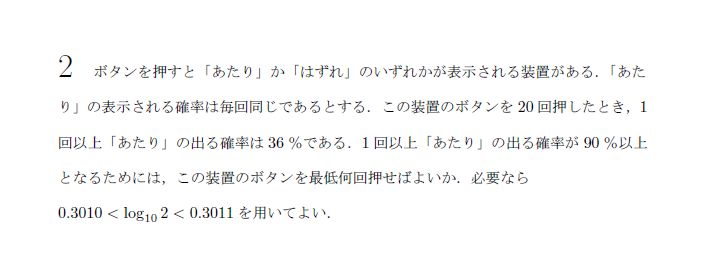 2 ボタンを押すと「あたり」か「はずれ」のいずれかが表示される装置がある．「あた
り」の表示される確率は毎回同じであるとする．この装置のボタンを 20 回押したとき，1
回以上「あたり」の出る確率は 36 %である．1 回以上「あたり」の出る確率が 90 %以上
となるためには，この装置のボタンを最低何回押せばよいか．必要なら
0.3010 < log₁₀ 2 < 0.3011 を用いてよい．